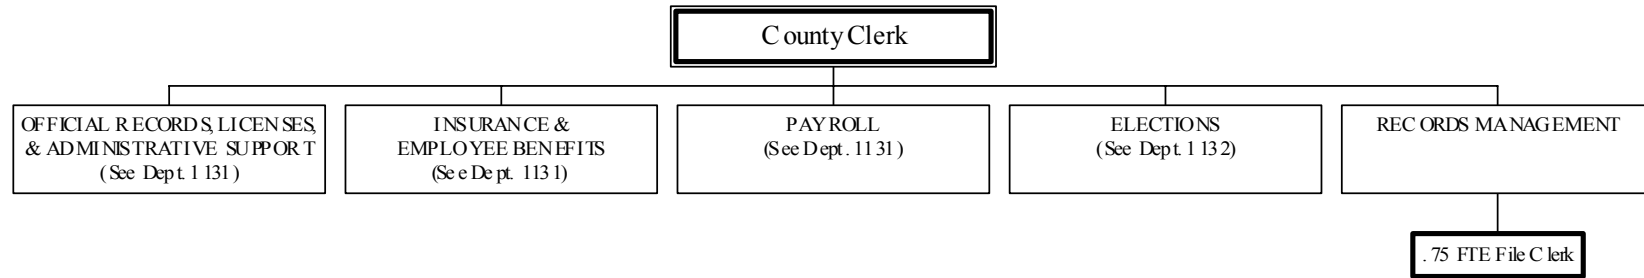 County Clerk
OFFICIAL RECORDS, LICENSES,
& ADMINISTRATIVE SUPPORT
(See Dept. 1131)
INSURANCE &
EMPLOYEE BENEFITS
(See Dept. 1131)
PAYROLL
(See Dept. 1131)
ELECTIONS
(See Dept. 1132)
RECORDS MANAGEMENT
.75 FTE File Clerk